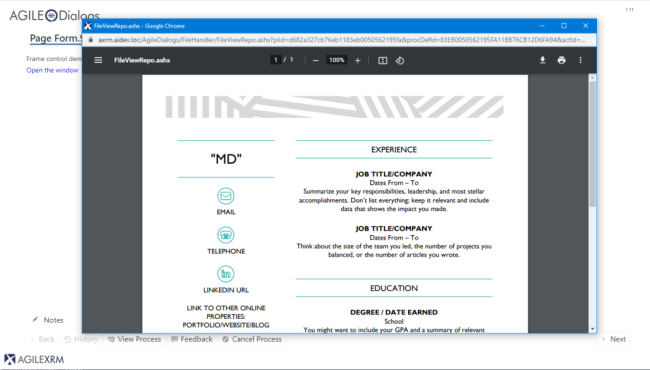 AGILE DiaLogs
1:11
FileViewRepo.ashx - Google Chrome
axrm.aidev.loc/AgileDialogs/FileHandler/FileViewRepo.ashx?piid=d682a327cb76eb1183eb0050562195fa&procDefId=83EB0050562195FA11BB76CB12D6FA94&actId=...
Page Form.
Frame control dem
Open the window
FileViewRepo.ashx
1 / 1
100%
"MD"
EMAIL
TELEPHONE
LINKEDIN URL
LINK TO OTHER ONLINE
PROPERTIES:
PORTFOLIO/WEBSITE/BLOG
EXPERIENCE
JOB TITLE/COMPANY
Dates From – To
Summarize your key responsibilities, leadership, and most stellar
accomplishments. Don't list everything; keep it relevant and include
data that shows the impact you made.
JOB TITLE/COMPANY
Dates From – To
Think about the size of the team you led, the number of projects you
balanced, or the number of articles you wrote.
EDUCATION
DEGREE / DATE EARNED
School
You might want to include your GPA and a summary of relevant
Notes
Back History View Process Feedback Cancel Process Next
AGILEXRM